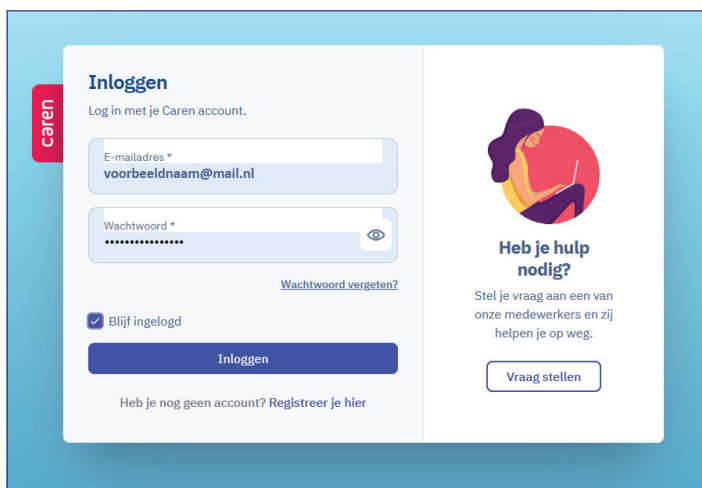 caren
Inloggen
Log in met je Caren account.
E-mailadres *
voorbeeldnaam@mail.nl
Wachtwoord *
••••••••••••••••
Wachtwoord vergeten?
Blijf ingelogd
Inloggen
Heb je nog geen account? Registreer je hier
Heb je hulp
nodig?
Stel je vraag aan een van
onze medewerkers en zij
helpen je op weg.
Vraag stellen